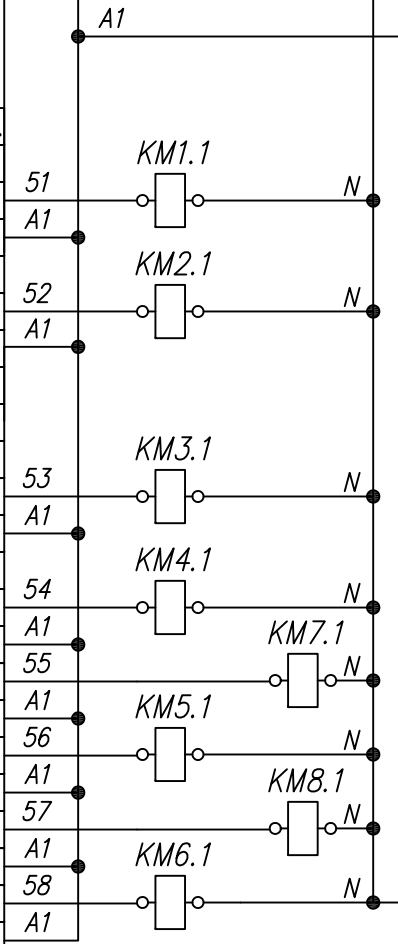 A1
KM1.1
51 N
A1
KM2.1
52 N
A1
KM3.1
53 N
A1
KM4.1
54 N
A1
KM7.1
55 N
A1
KM5.1
56 N
A1
KM8.1
57 N
A1
KM6.1
58 N
A1